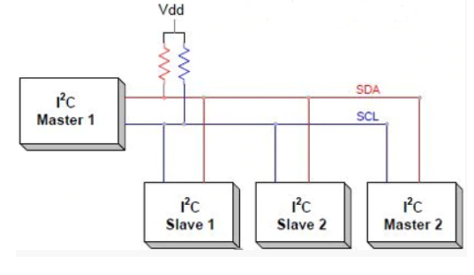 Vdd
SDA
I²C
Master 1
SCL
I²C
Slave 1
I²C
Slave 2
I²C
Master 2